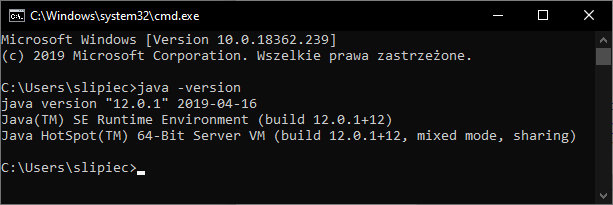 C:\Windows\system32\cmd.exe
Microsoft Windows [Version 10.0.18362.239]
(c) 2019 Microsoft Corporation. Wszelkie prawa zastrzeżone.
C:\Users\slipiec>java -version
java version "12.0.1" 2019-04-16
Java(TM) SE Runtime Environment (build 12.0.1+12)
Java HotSpot(TM) 64-Bit Server VM (build 12.0.1+12, mixed mode, sharing)
C:\Users\slipiec>